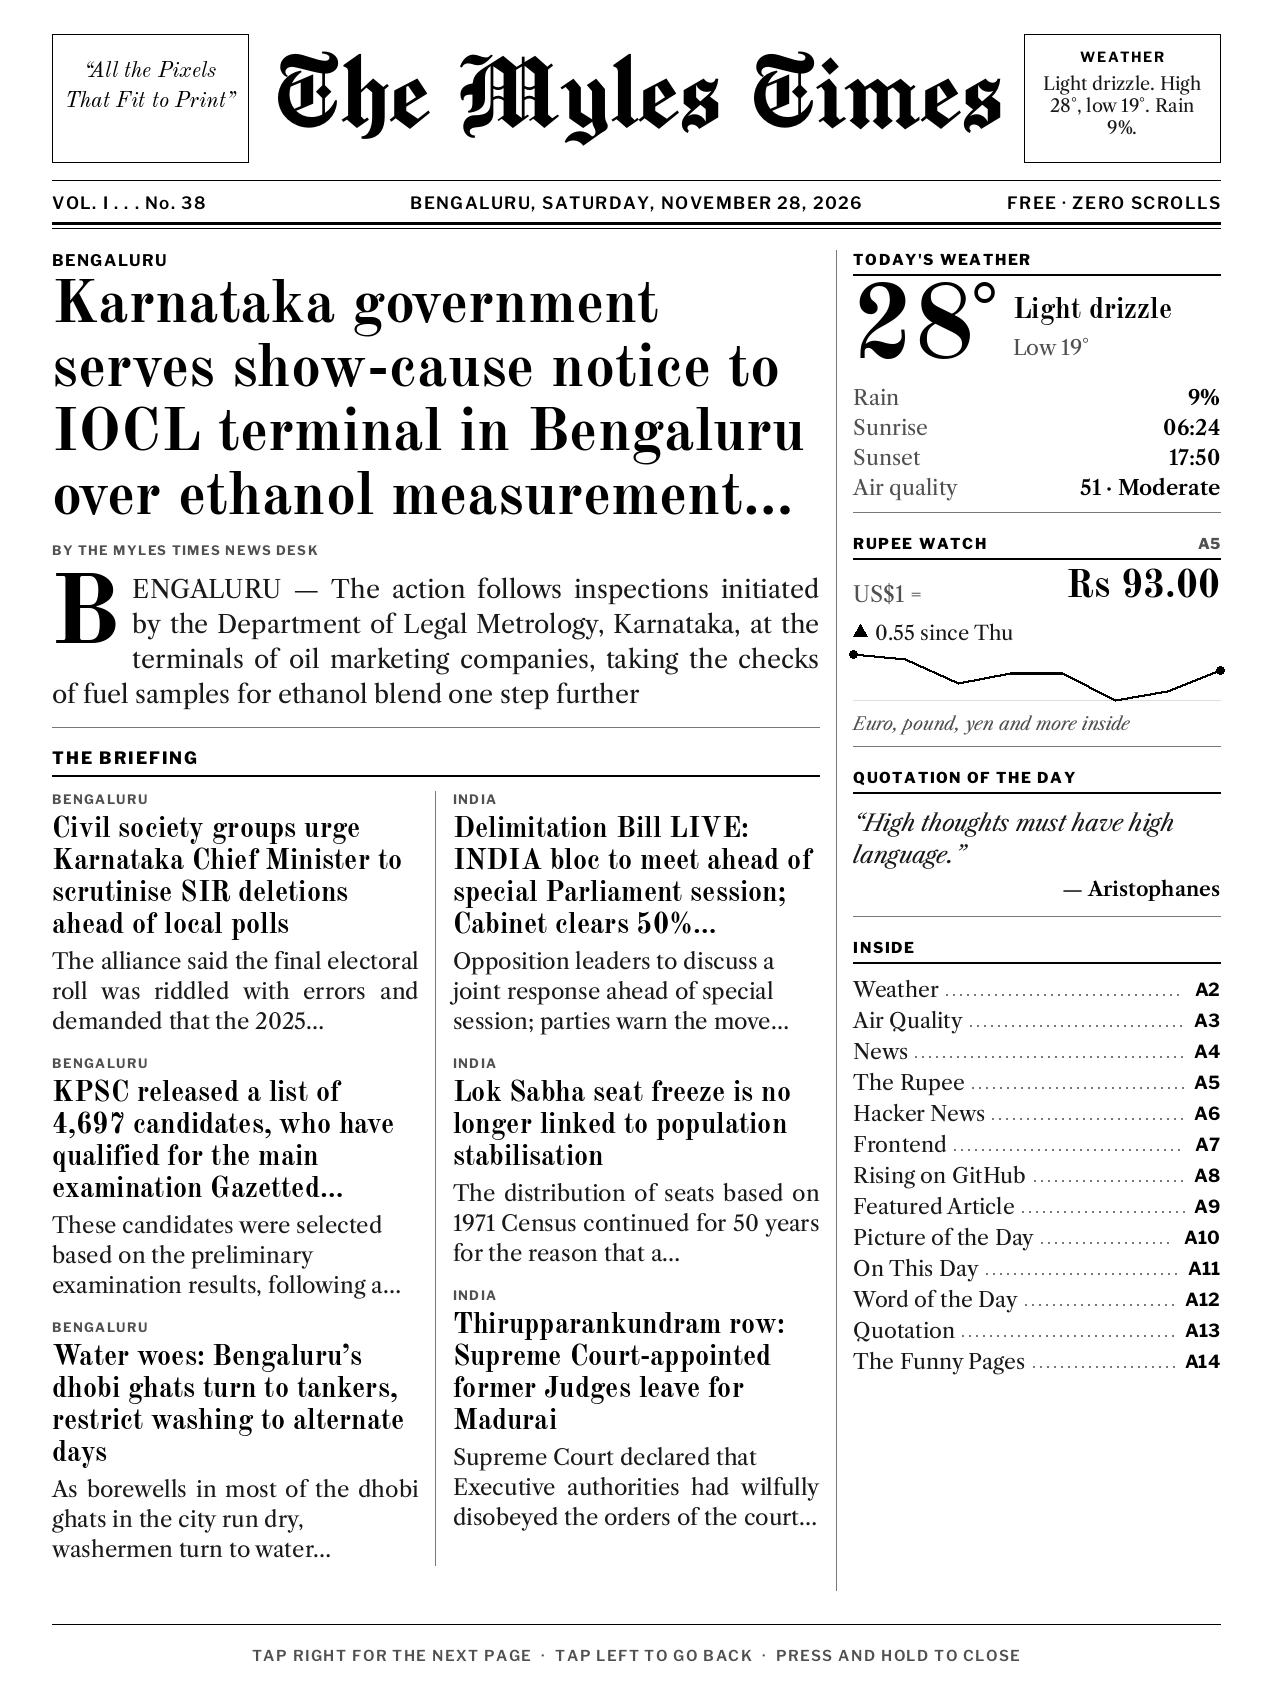 “All the Pixels
That Fit to Print”
The Myles Times
WEATHER
Light drizzle. High
28°, low 19°. Rain
9%.
VOL. I . . . No. 38
BENGALURU, SATURDAY, NOVEMBER 28, 2026
FREE · ZERO SCROLLS
BENGALURU
Karnataka government
serves show-cause notice to
IOCL terminal in Bengaluru
over ethanol measurement...
BY THE MYLES TIMES NEWS DESK
BENGALURU — The action follows inspections initiated
by the Department of Legal Metrology, Karnataka, at the
terminals of oil marketing companies, taking the checks
of fuel samples for ethanol blend one step further
THE BRIEFING
BENGALURU
Civil society groups urge
Karnataka Chief Minister to
scrutinise SIR deletions
ahead of local polls
The alliance said the final electoral
roll was riddled with errors and
demanded that the 2025...
BENGALURU
KPSC released a list of
4,697 candidates, who have
qualified for the main
examination Gazetted...
These candidates were selected
based on the preliminary
examination results, following a...
BENGALURU
Water woes: Bengaluru’s
dhobi ghats turn to tankers,
restrict washing to alternate
days
As borewells in most of the dhobi
ghats in the city run dry,
washermen turn to water...
INDIA
Delimitation Bill LIVE:
INDIA bloc to meet ahead of
special Parliament session;
Cabinet clears 50%...
Opposition leaders to discuss a
joint response ahead of special
session; parties warn the move...
INDIA
Lok Sabha seat freeze is no
longer linked to population
stabilisation
The distribution of seats based on
1971 Census continued for 50 years
for the reason that a...
INDIA
Thirupparankundram row:
Supreme Court-appointed
former Judges leave for
Madurai
Supreme Court declared that
Executive authorities had wilfully
disobeyed the orders of the court...
TODAY'S WEATHER
28°
Light drizzle
Low 19°
Rain 9%
Sunrise 06:24
Sunset 17:50
Air quality 51 · Moderate
RUPEE WATCH A5
US$1 = Rs 93.00
▲ 0.55 since Thu
Euro, pound, yen and more inside
QUOTATION OF THE DAY
“High thoughts must have high
language.”
— Aristophanes
INSIDE
Weather A2
Air Quality A3
News A4
The Rupee A5
Hacker News A6
Frontend A7
Rising on GitHub A8
Featured Article A9
Picture of the Day A10
On This Day A11
Word of the Day A12
Quotation A13
The Funny Pages A14
TAP RIGHT FOR THE NEXT PAGE · TAP LEFT TO GO BACK · PRESS AND HOLD TO CLOSE